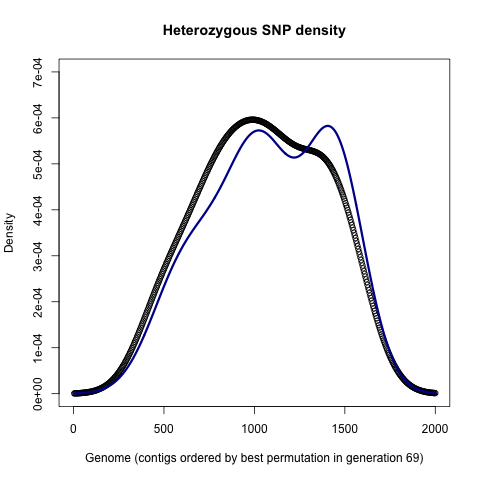 Heterozygous SNP density
7e-04
6e-04
5e-04
4e-04
3e-04
2e-04
1e-04
0e+00
Density
0 500 1000 1500 2000
Genome (contigs ordered by best permutation in generation 69)